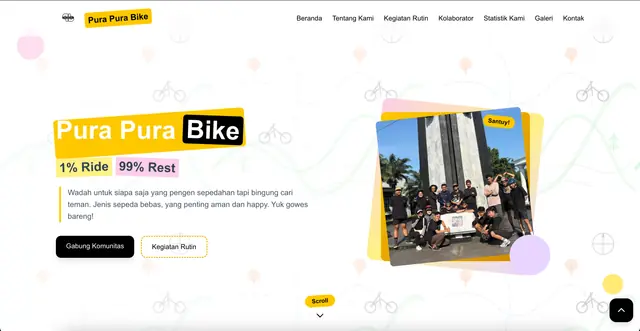 Pura Pura Bike
Beranda
Tentang Kami
Kegiatan Rutin
Kolaborator
Statistik Kami
Galeri
Kontak
Pura Pura Bike
1% Ride 99% Rest
Santuy!
Wadah untuk siapa saja yang pengen sepedahan tapi bingung cari
teman. Jenis sepeda bebas, yang penting aman dan happy. Yuk gowes
bareng!
Gabung Komunitas
Kegiatan Rutin
Scroll